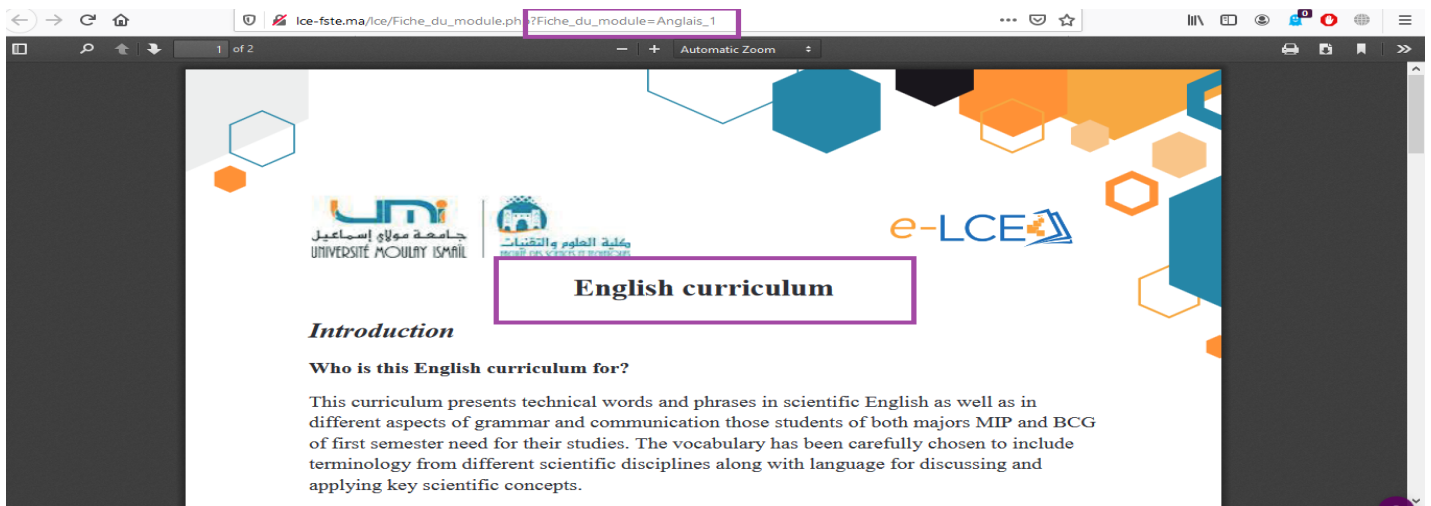 lce-fste.ma/lce/Fiche_du_module.php?Fiche_du_module=Anglais_1
1 of 2
Automatic Zoom
0
umi
جامعة مولاي إسماعيل
UNIVERSITÉ MOULAY ISMAÏL
كلية العلوم والتقنيات
e-LCE
English curriculum
Introduction
Who is this English curriculum for?
This curriculum presents technical words and phrases in scientific English as well as in
different aspects of grammar and communication those students of both majors MIP and BCG
of first semester need for their studies. The vocabulary has been carefully chosen to include
terminology from different scientific disciplines along with language for discussing and
applying key scientific concepts.